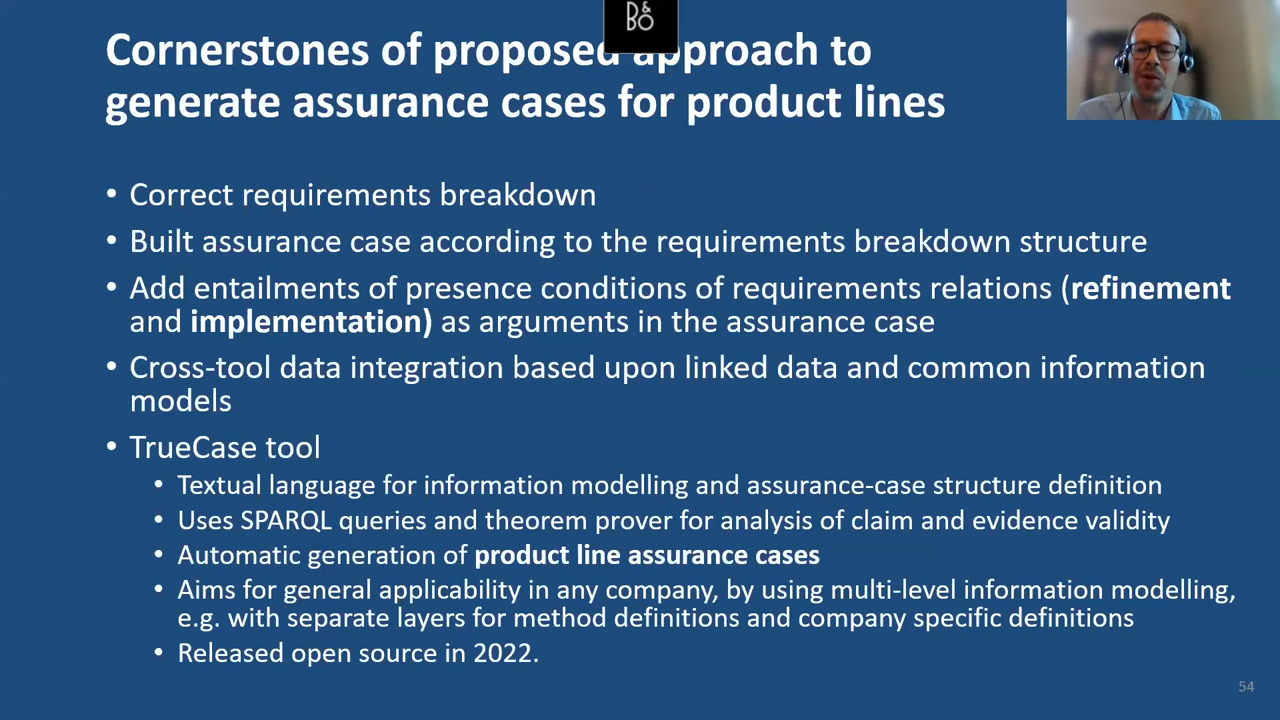 B&O
Cornerstones of proposed approach to
generate assurance cases for product lines
• Correct requirements breakdown
• Built assurance case according to the requirements breakdown structure
• Add entailments of presence conditions of requirements relations (refinement
and implementation) as arguments in the assurance case
• Cross-tool data integration based upon linked data and common information
models
• TrueCase tool
• Textual language for information modelling and assurance-case structure definition
• Uses SPARQL queries and theorem prover for analysis of claim and evidence validity
• Automatic generation of product line assurance cases
• Aims for general applicability in any company, by using multi-level information modelling,
e.g. with separate layers for method definitions and company specific definitions
• Released open source in 2022.
54